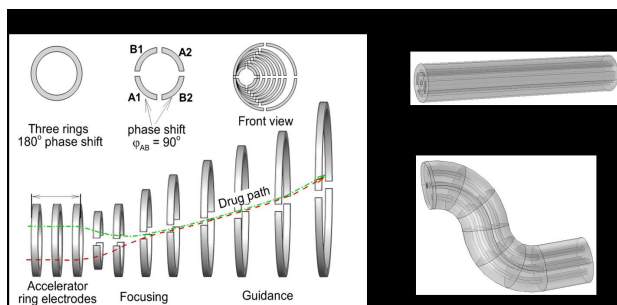 B1
A2
A1
B2
Three rings
180° phase shift
phase shift
φAB = 90°
Front view
Drug path
Accelerator
ring electrodes
Focusing
Guidance